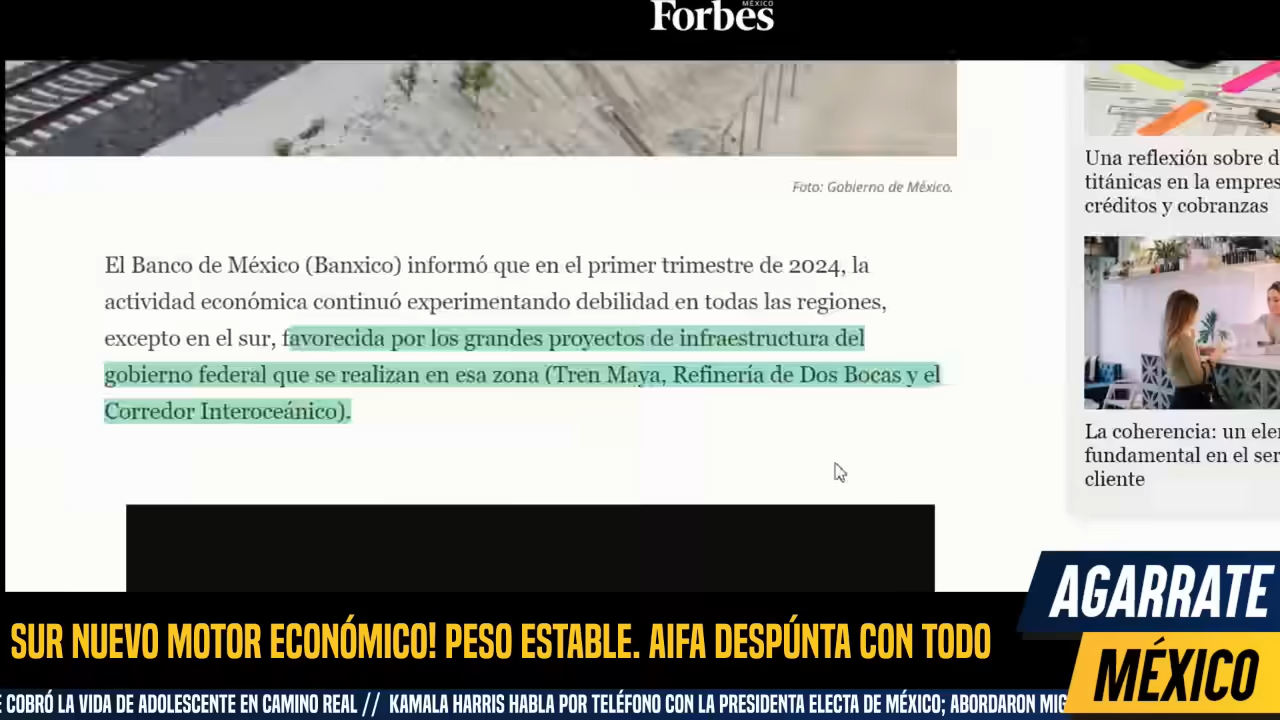 Forbes
MÉXICO
Foto: Gobierno de México.
El Banco de México (Banxico) informó que en el primer trimestre de 2024, la
actividad económica continuó experimentando debilidad en todas las regiones,
excepto en el sur, favorecida por los grandes proyectos de infraestructura del
gobierno federal que se realizan en esa zona (Tren Maya, Refinería de Dos Bocas y el
Corredor Interoceánico).
Una reflexión sobre d
titánicas en la empres
créditos y cobranzas
La coherencia: un eler
fundamental en el ser
cliente
AGARRATE
MÉXICO
SUR NUEVO MOTOR ECONÓMICO! PESO ESTABLE. AIFA DESPÚNTA CON TODO
E COBRÓ LA VIDA DE ADOLESCENTE EN CAMINO REAL // KAMALA HARRIS HABLA POR TELÉFONO CON LA PRESIDENTA ELECTA DE MÉXICO; ABORDARON MIG